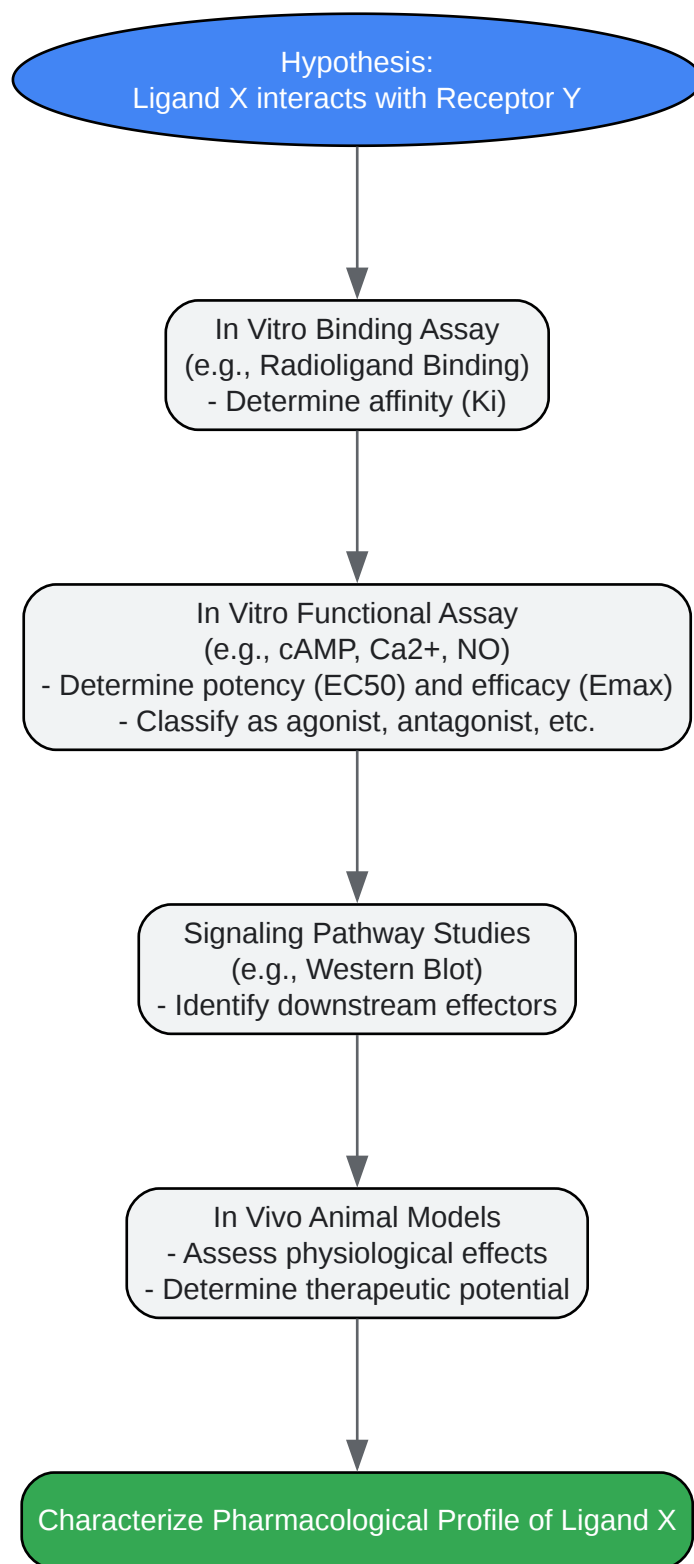 Hypothesis:
Ligand X interacts with Receptor Y
In Vitro Binding Assay
(e.g., Radioligand Binding)
- Determine affinity (Ki)
In Vitro Functional Assay
(e.g., cAMP, Ca2+, NO)
- Determine potency (EC50) and efficacy (Emax)
- Classify as agonist, antagonist, etc.
Signaling Pathway Studies
(e.g., Western Blot)
- Identify downstream effectors
In Vivo Animal Models
- Assess physiological effects
- Determine therapeutic potential
Characterize Pharmacological Profile of Ligand X